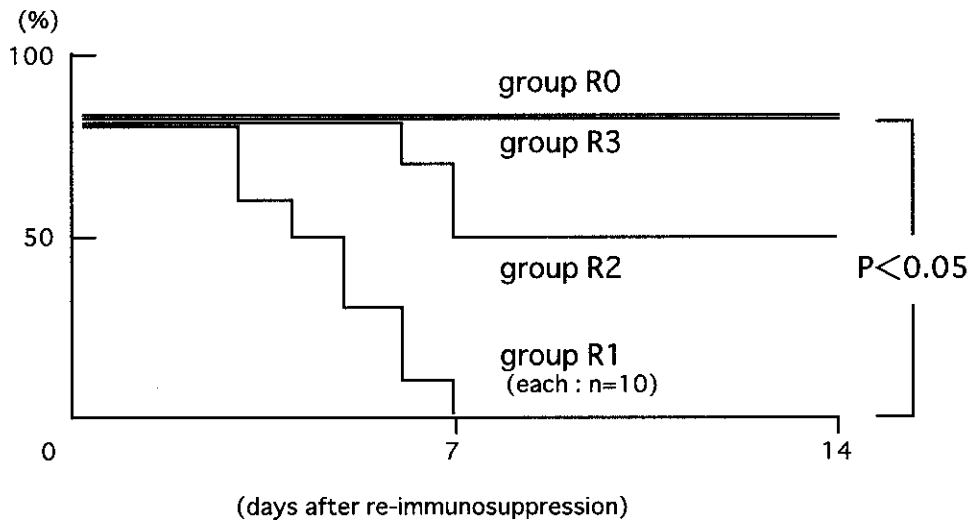 (%)
100
group R0
group R3
50
group R2
P<0.05
group R1
(each : n=10)
0
7
14
(days after re-immunosuppression)